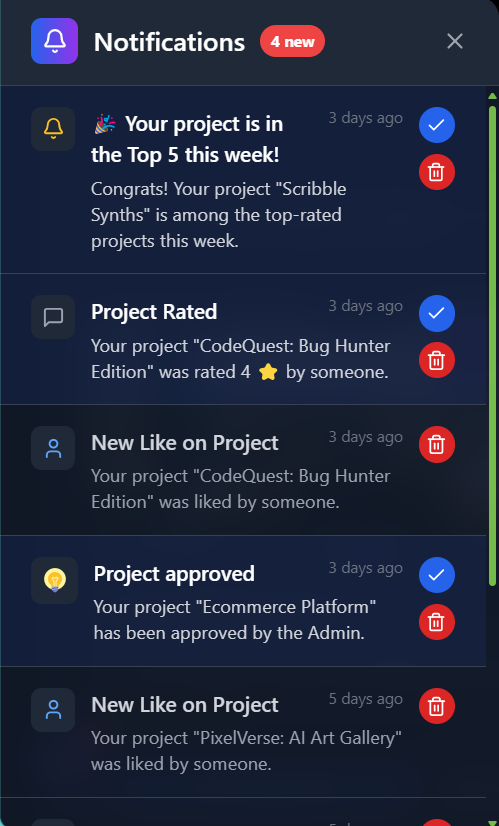 Notifications 4 new
🎉 Your project is in
the Top 5 this week!
3 days ago
Congrats! Your project "Scribble
Synths" is among the top-rated
projects this week.
Project Rated
3 days ago
Your project "CodeQuest: Bug Hunter
Edition" was rated 4 ⭐ by someone.
New Like on Project
3 days ago
Your project "CodeQuest: Bug Hunter
Edition" was liked by someone.
Project approved
3 days ago
Your project "Ecommerce Platform"
has been approved by the Admin.
New Like on Project
5 days ago
Your project "PixelVerse: AI Art Gallery"
was liked by someone.